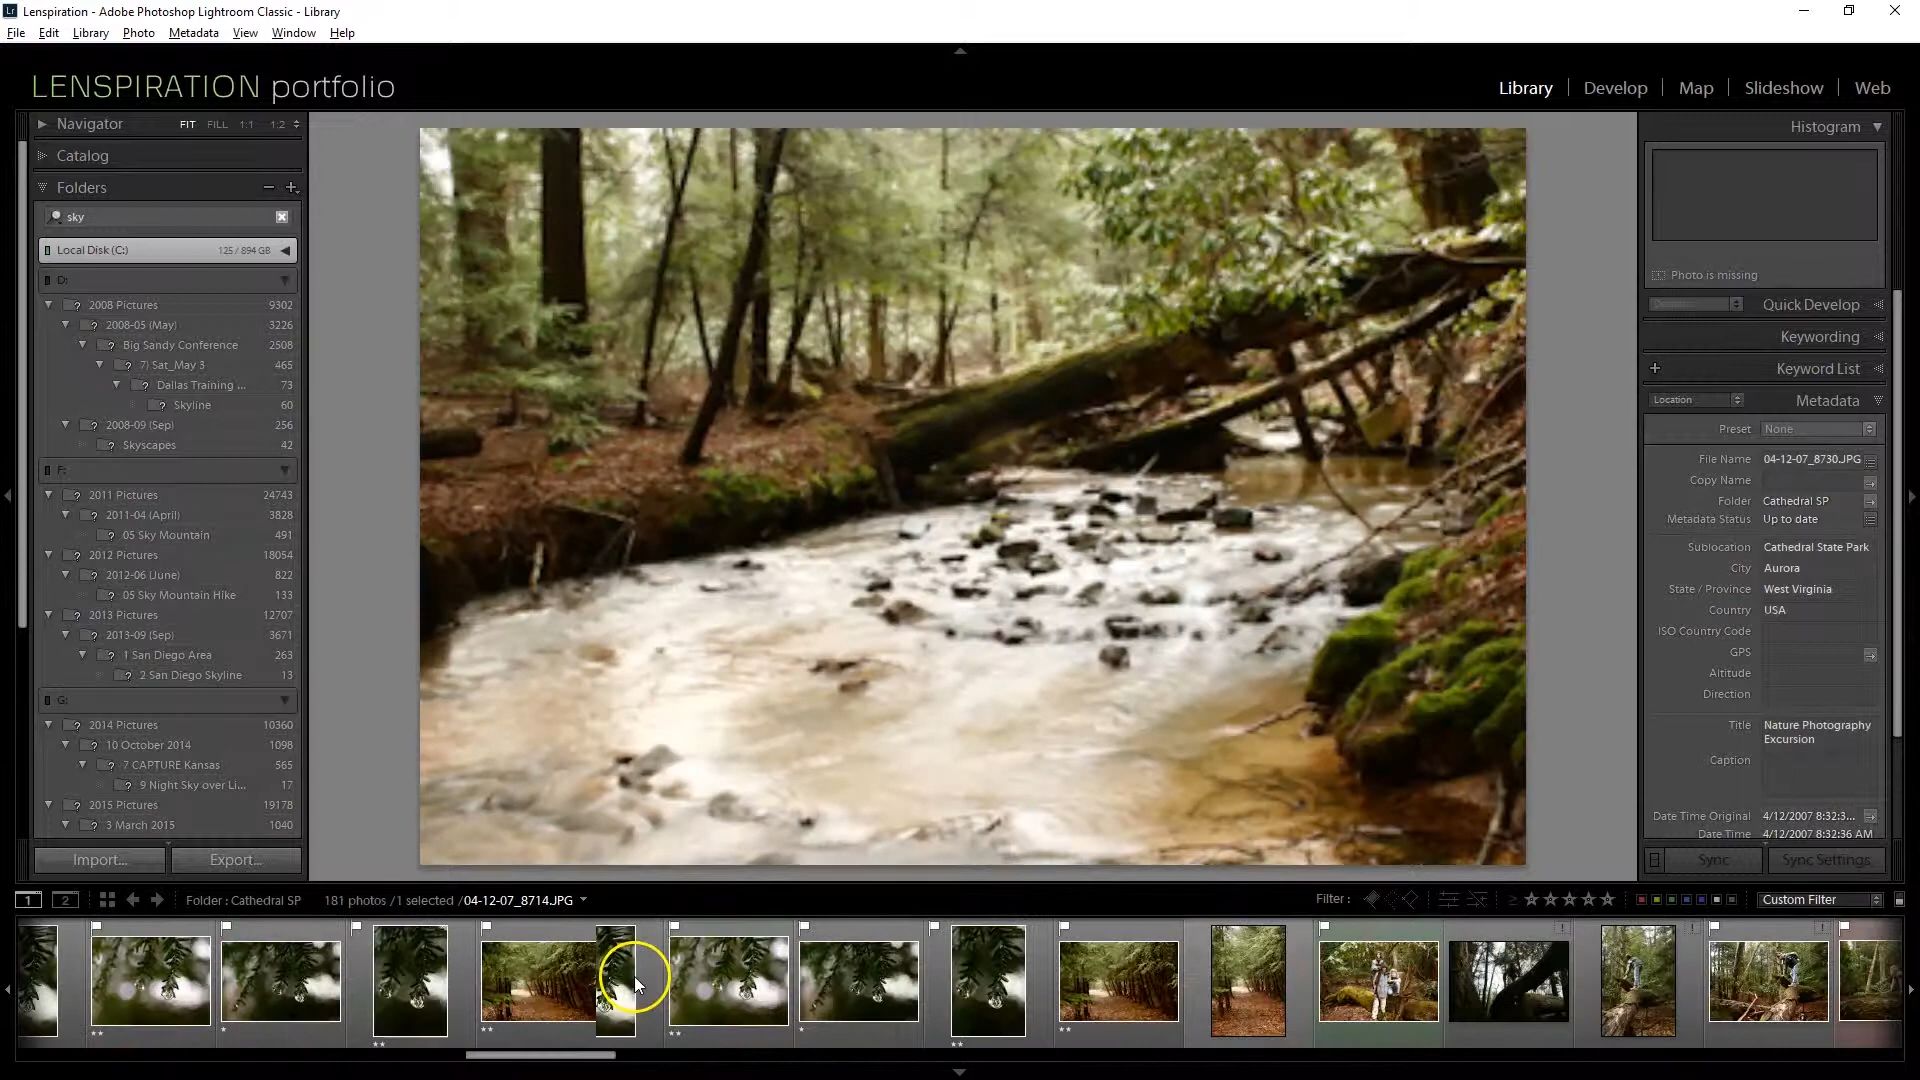 Lr Lenspiration - Adobe Photoshop Lightroom Classic - Library
File Edit Library Photo Metadata View Window Help
LENSPIRATION portfolio
Library Develop Map Slideshow Web
Navigator FIT FILL 1:1 1:2
Catalog
Folders
sky
Local Disk (C:) 125 / 894 GB
D:
2008 Pictures 9302
2008-05 (May) 3226
Big Sandy Conference 2508
7) Sat_May 3 465
Dallas Training ... 73
Skyline 60
2008-09 (Sep) 256
Skyscapes 42
F:
2011 Pictures 24743
2011-04 (April) 3828
05 Sky Mountain 491
2012 Pictures 18054
2012-06 (June) 822
05 Sky Mountain Hike 133
2013 Pictures 12707
2013-09 (Sep) 3671
1 San Diego Area 263
2 San Diego Skyline 13
G:
2014 Pictures 10360
10 October 2014 1098
7 CAPTURE Kansas 565
9 Night Sky over Li... 17
2015 Pictures 19178
3 March 2015 1040
Import... Export...
Histogram
Photo is missing
Quick Develop
Keywording
Keyword List
Location Metadata
Preset None
File Name 04-12-07_8730.JPG
Copy Name
Folder Cathedral SP
Metadata Status Up to date
Sublocation Cathedral State Park
City Aurora
State / Province West Virginia
Country USA
ISO Country Code
GPS
Altitude
Direction
Title Nature Photography
Excursion
Caption
Date Time Original 4/12/2007 8:32:3...
Date Time 4/12/2007 8:32:36 AM
Sync Sync Settings
1 2 Folder : Cathedral SP 181 photos /1 selected /04-12-07_8714.JPG Filter : Custom Filter